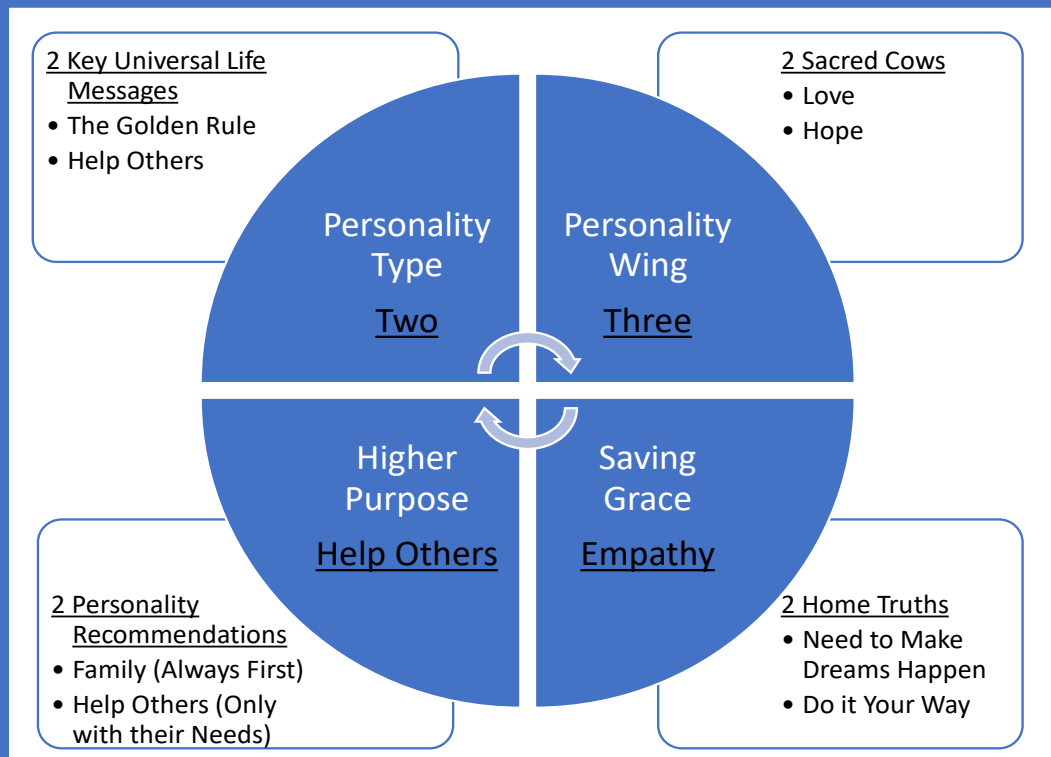 2 Key Universal Life
Messages
• The Golden Rule
• Help Others
2 Sacred Cows
• Love
• Hope
Personality
Type
Two
Personality
Wing
Three
Higher
Purpose
Help Others
Saving
Grace
Empathy
2 Personality
Recommendations
• Family (Always First)
• Help Others (Only
with their Needs)
2 Home Truths
• Need to Make
Dreams Happen
• Do it Your Way